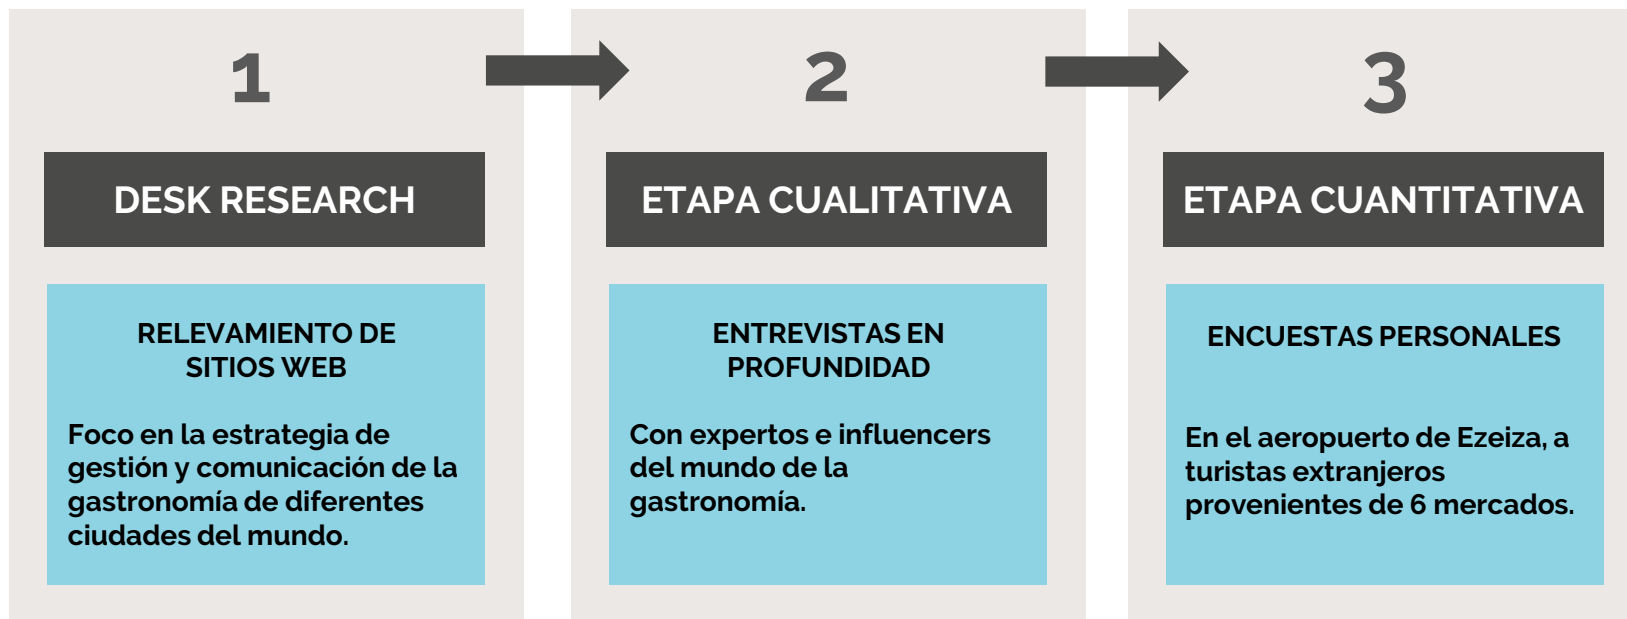 1
DESK RESEARCH
RELEVAMIENTO DE
SITIOS WEB
Foco en la estrategia de
gestión y comunicación de la
gastronomía de diferentes
ciudades del mundo.
2
ETAPA CUALITATIVA
ENTREVISTAS EN
PROFUNDIDAD
Con expertos e influencers
del mundo de la
gastronomía.
3
ETAPA CUANTITATIVA
ENCUESTAS PERSONALES
En el aeropuerto de Ezeiza, a
turistas extranjeros
provenientes de 6 mercados.